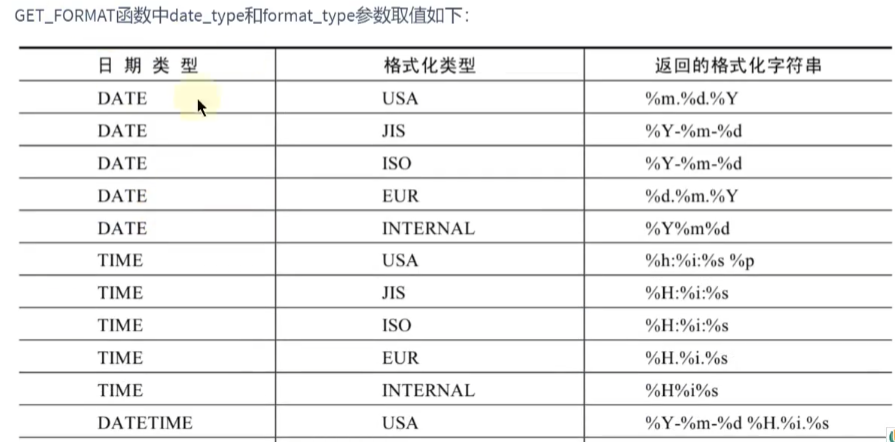 GET_FORMAT函数中date_type和format_type参数取值如下：
日 期 类 型 格式化类型 返回的格式化字符串
DATE USA %m.%d.%Y
DATE JIS %Y-%m-%d
DATE ISO %Y-%m-%d
DATE EUR %d.%m.%Y
DATE INTERNAL %Y%m%d
TIME USA %h:%i:%s %p
TIME JIS %H:%i:%s
TIME ISO %H:%i:%s
TIME EUR %H.%i.%s
TIME INTERNAL %H%i%s
DATETIME USA %Y-%m-%d %H.%i.%s